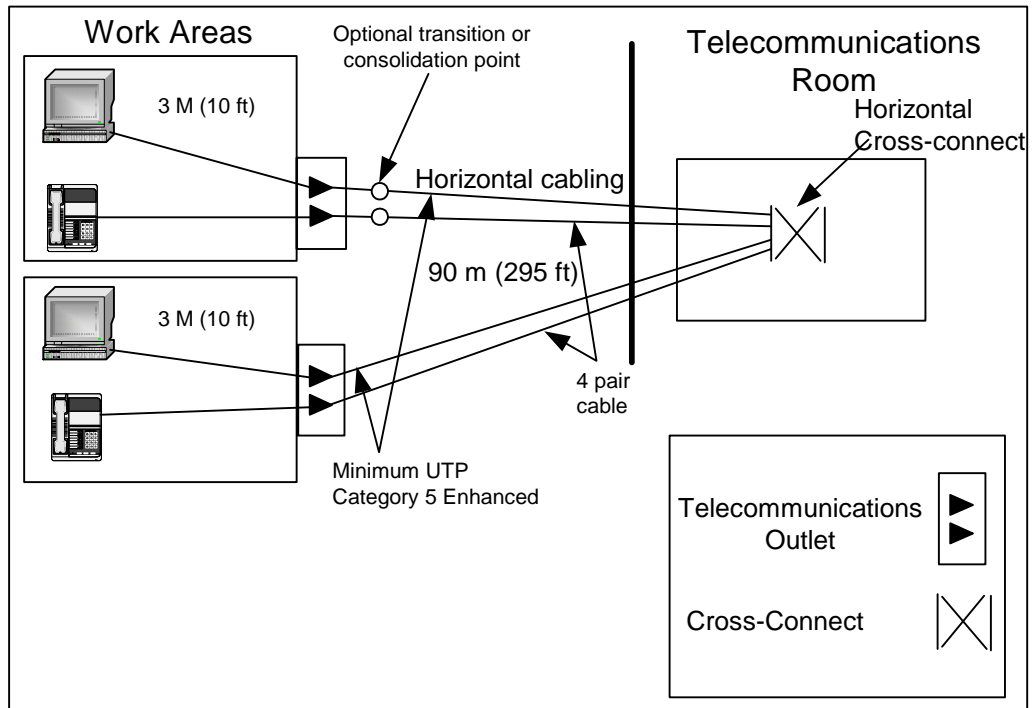 Work Areas
Optional transition or
consolidation point
Telecommunications
Room
3 M (10 ft)
Horizontal
Cross-connect
Horizontal cabling
90 m (295 ft)
3 M (10 ft)
4 pair
cable
Minimum UTP
Category 5 Enhanced
Telecommunications
Outlet
Cross-Connect